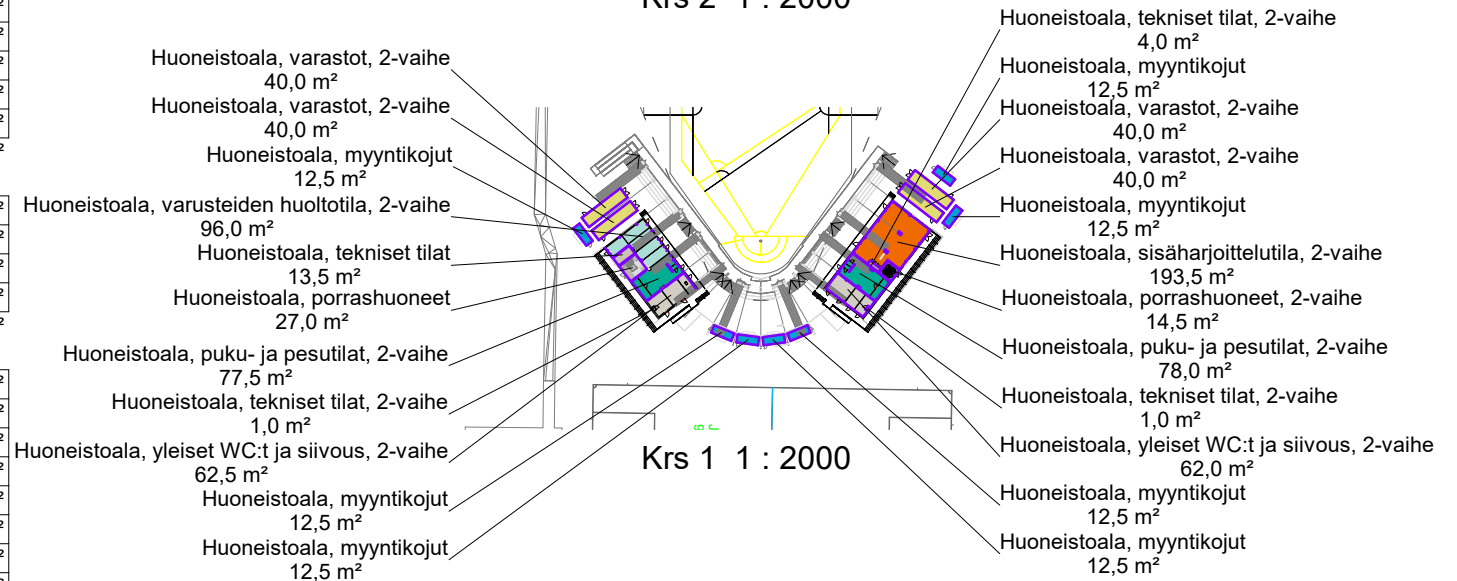 Krs 2 1 : 2000
Huoneistoala, varastot, 2-vaihe
40,0 m²
Huoneistoala, varastot, 2-vaihe
40,0 m²
Huoneistoala, myyntikojut
12,5 m²
Huoneistoala, varusteiden huoltotila, 2-vaihe
96,0 m²
Huoneistoala, tekniset tilat
13,5 m²
Huoneistoala, porrashuoneet
27,0 m²
Huoneistoala, puku- ja pesutilat, 2-vaihe
77,5 m²
Huoneistoala, tekniset tilat, 2-vaihe
1,0 m²
Huoneistoala, yleiset WC:t ja siivous, 2-vaihe
62,5 m²
Huoneistoala, myyntikojut
12,5 m²
Huoneistoala, myyntikojut
12,5 m²
Huoneistoala, tekniset tilat, 2-vaihe
4,0 m²
Huoneistoala, myyntikojut
12,5 m²
Huoneistoala, varastot, 2-vaihe
40,0 m²
Huoneistoala, varastot, 2-vaihe
40,0 m²
Huoneistoala, myyntikojut
12,5 m²
Huoneistoala, sisäharjoittelutila, 2-vaihe
193,5 m²
Huoneistoala, porrashuoneet, 2-vaihe
14,5 m²
Huoneistoala, puku- ja pesutilat, 2-vaihe
78,0 m²
Huoneistoala, tekniset tilat, 2-vaihe
1,0 m²
Huoneistoala, yleiset WC:t ja siivous, 2-vaihe
62,0 m²
Huoneistoala, myyntikojut
12,5 m²
Huoneistoala, myyntikojut
12,5 m²
Krs 1 1 : 2000